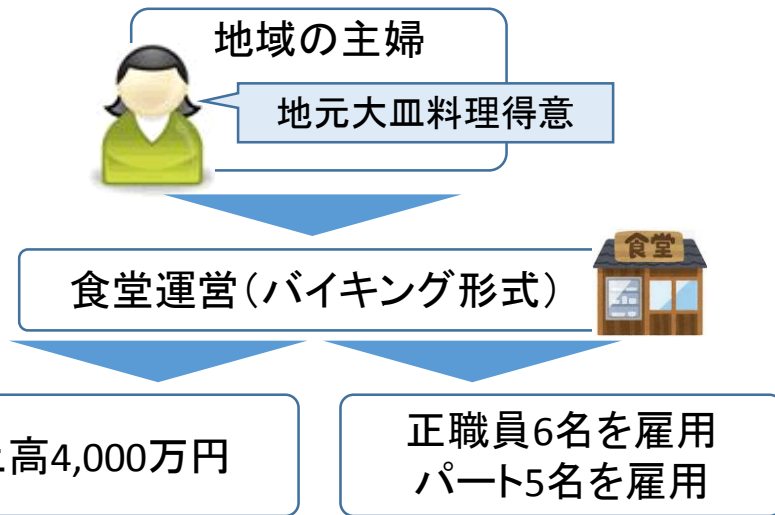 地域の主婦
地元大皿料理得意
食堂
食堂運営（バイキング形式）
高4,000万円
正職員6名を雇用
パート5名を雇用